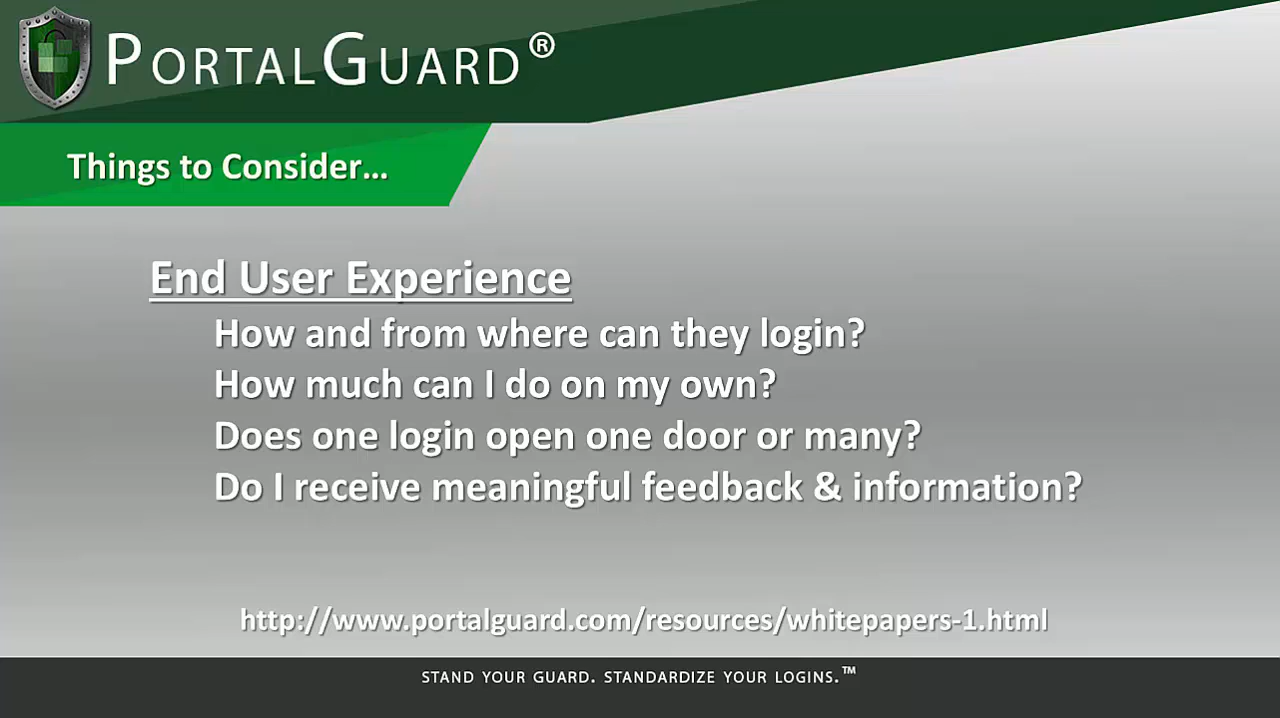 PORTALGUARD®
Things to Consider...
End User Experience
How and from where can they login?
How much can I do on my own?
Does one login open one door or many?
Do I receive meaningful feedback & information?
http://www.portalguard.com/resources/whitepapers-1.html
STAND YOUR GUARD. STANDARDIZE YOUR LOGINS.™